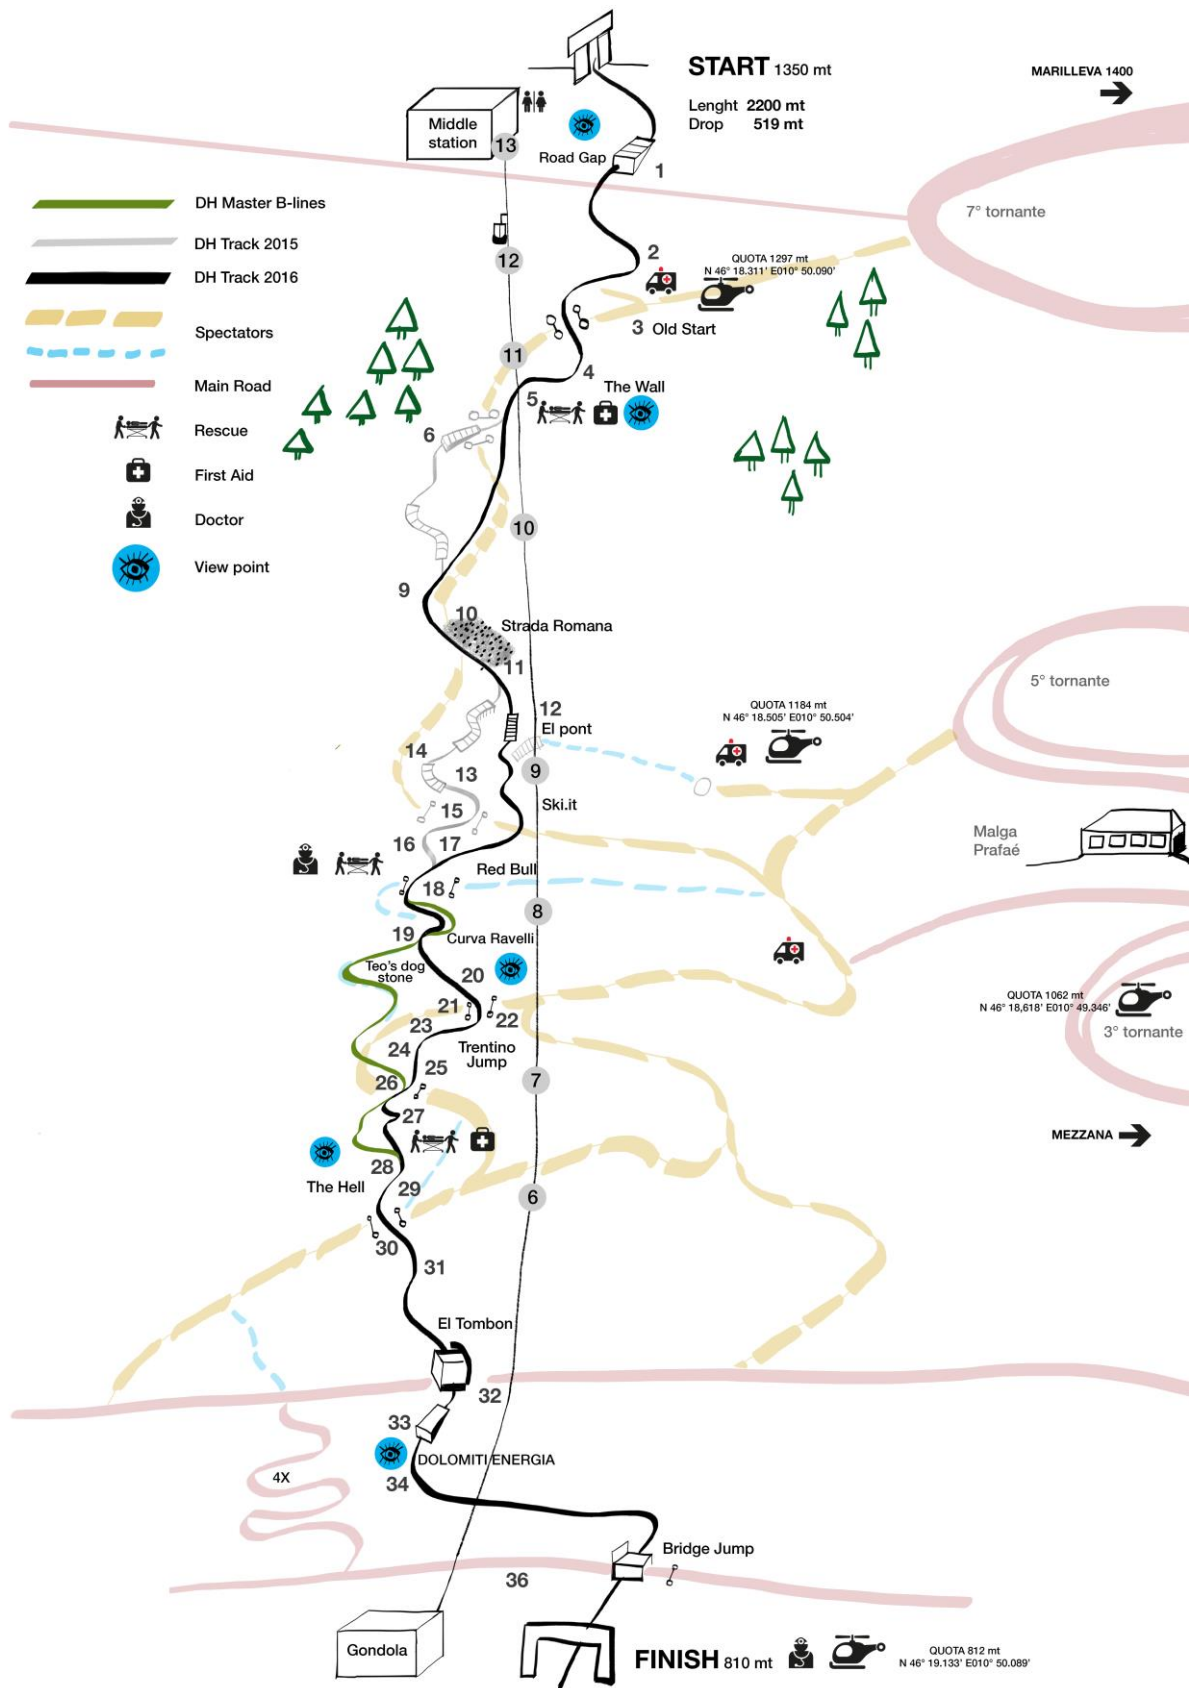 START 1350 mt
MARILLEVA 1400
Lenght 2200 mt
Drop 519 mt
Middle
station
13
Road Gap
1
7° tornante
DH Master B-lines
DH Track 2015
DH Track 2016
Spectators
Main Road
Rescue
First Aid
Doctor
View point
2
12
QUOTA 1297 mt
N 46° 18.311' E010° 50.090'
3 Old Start
11
4
The Wall
5
6
10
9
10
Strada Romana
11
5° tornante
12
El pont
QUOTA 1184 mt
N 46° 18.505' E010° 50.504'
14
13
9
15
Ski.it
16
17
Malga
Prafaé
Red Bull
18
8
19
Curva Ravelli
Teo's dog
stone
20
21
22
23
QUOTA 1062 mt
N 46° 18,618' E010° 49.346'
3° tornante
24
Trentino
Jump
25
26
7
27
MEZZANA
28
The Hell
29
6
30
31
El Tombon
32
33
DOLOMITI ENERGIA
34
4X
Bridge Jump
36
Gondola
FINISH 810 mt
QUOTA 812 mt
N 46° 19.133' E010° 50.089'